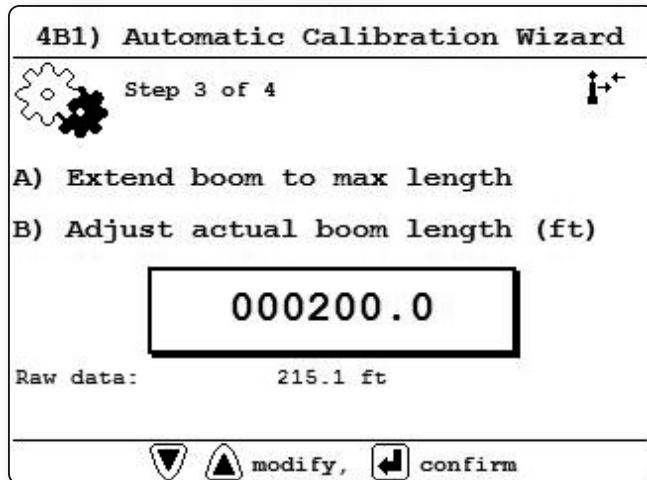 4B1) Automatic Calibration Wizard
Step 3 of 4
A) Extend boom to max length
B) Adjust actual boom length (ft)
000200.0
Raw data: 215.1 ft
modify, confirm